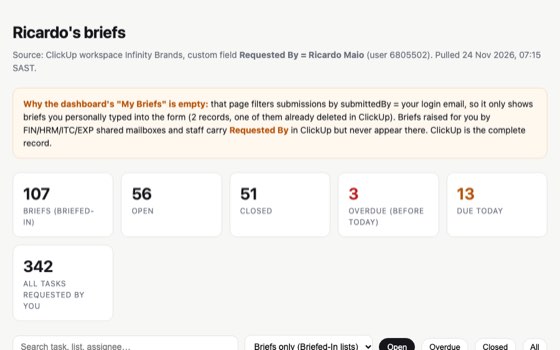 Ricardo's briefs
Source: ClickUp workspace Infinity Brands, custom field Requested By = Ricardo Maio (user 6805502). Pulled 24 Nov 2026, 07:15
SAST.
Why the dashboard's "My Briefs" is empty: that page filters submissions by submittedBy = your login email, so it only shows
briefs you personally typed into the form (2 records, one of them already deleted in ClickUp). Briefs raised for you by
FIN/HRM/ITC/EXP shared mailboxes and staff carry Requested By in ClickUp but never appear there. ClickUp is the complete
record.
107
BRIEFS (BRIEFED-
IN)
56
OPEN
51
CLOSED
3
OVERDUE (BEFORE
TODAY)
13
DUE TODAY
342
ALL TASKS
REQUESTED BY
YOU
Search task, list, assignee...
Briefs only (Briefed-In lists)
Open
Overdue
Closed
All